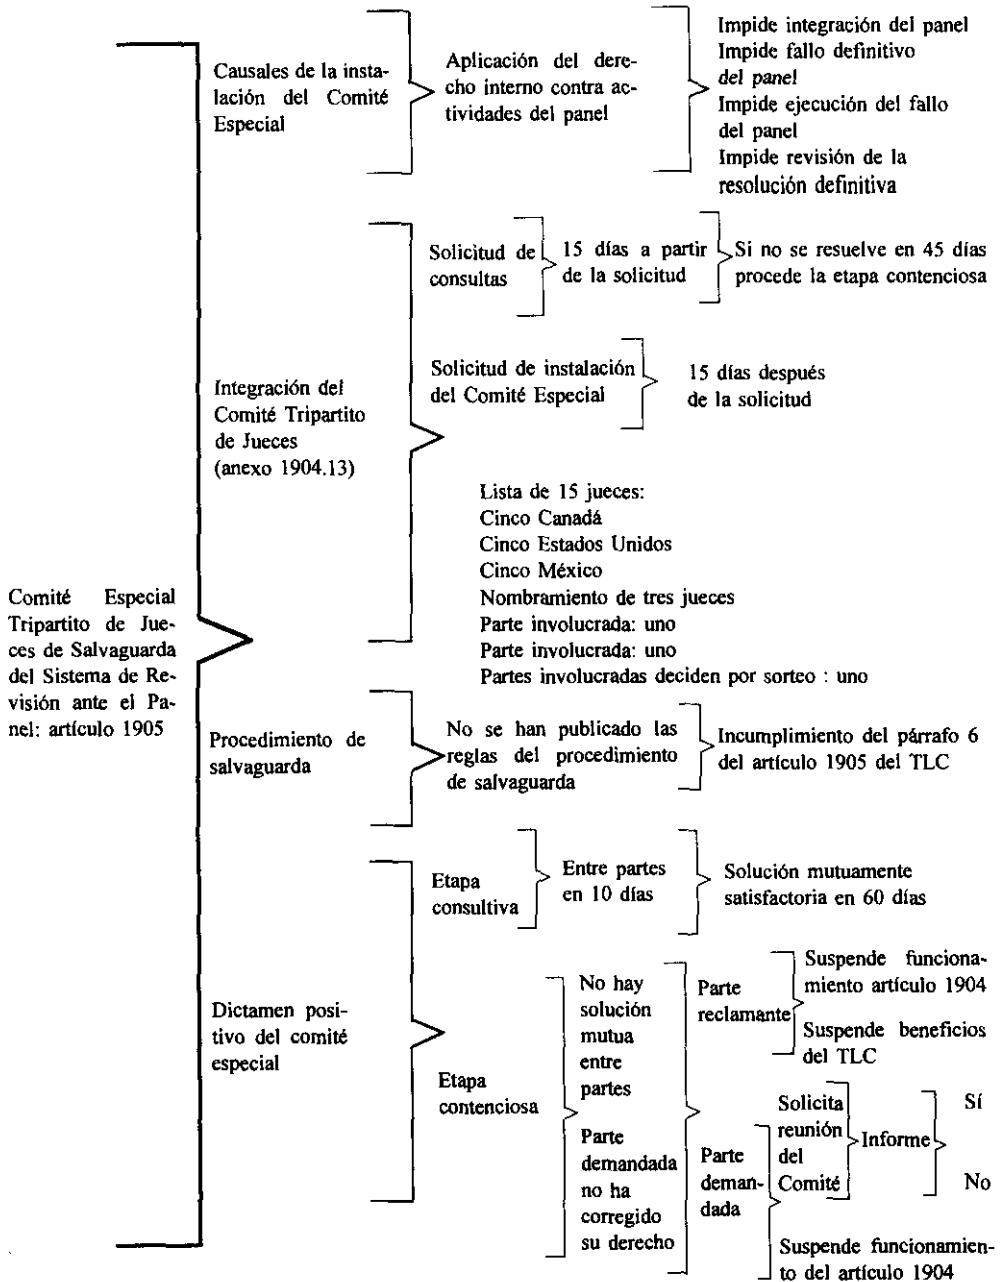 Comité Especial
Tripartito de Jue-
ces de Salvaguarda
del Sistema de Re-
visión ante el Pa-
nel: artículo 1905
Causales de la insta-
lación del Comité
Especial
Aplicación del dere-
cho interno contra ac-
tividades del panel
Impide integración del panel
Impide fallo definitivo
del panel
Impide ejecución del fallo
del panel
Impide revisión de la
resolución definitiva
Integración del
Comité Tripartito
de Jueces
(anexo 1904.13)
Solicitud de
consultas
15 días a partir
de la solicitud
Si no se resuelve en 45 días
procede la etapa contenciosa
Solicitud de instalación
del Comité Especial
15 días después
de la solicitud
Lista de 15 jueces:
Cinco Canadá
Cinco Estados Unidos
Cinco México
Nombramiento de tres jueces
Parte involucrada: uno
Parte involucrada: uno
Partes involucradas deciden por sorteo : uno
Procedimiento de
salvaguarda
No se han publicado las
reglas del procedimiento
de salvaguarda
Incumplimiento del párrafo 6
del artículo 1905 del TLC
Dictamen posi-
tivo del comité
especial
Etapa
consultiva
Entre partes
en 10 días
Solución mutuamente
satisfactoria en 60 días
Etapa
contenciosa
No hay
solución
mutua
entre
partes
Parte
demandada
no ha
corregido
su derecho
Parte
reclamante
Suspende funciona-
miento artículo 1904
Suspende beneficios
del TLC
Parte
deman-
dada
Solicita
reunión
del
Comité
Informe
Sí
No
Suspende funcionamien-
to del artículo 1904